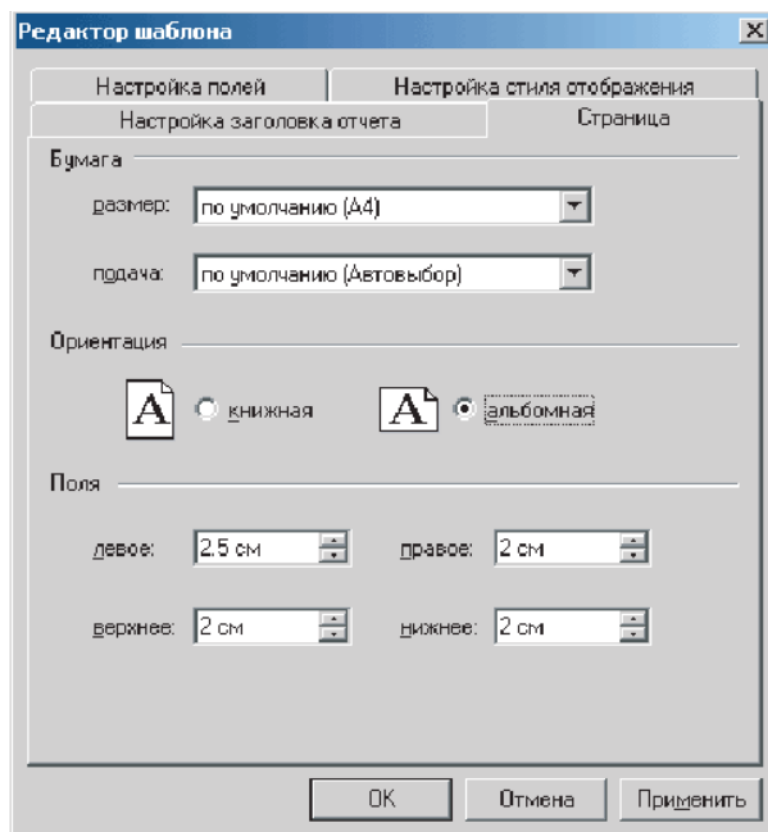 Редактор шаблона
Настройка полей Настройка стиля отображения
Настройка заголовка отчета Страница
Бумага
размер: по умолчанию (A4)
подача: по умолчанию (Автовыбор)
Ориентация
A книжная A альбомная
Поля
левое: 2.5 см правое: 2 см
верхнее: 2 см нижнее: 2 см
OK Отмена Применить